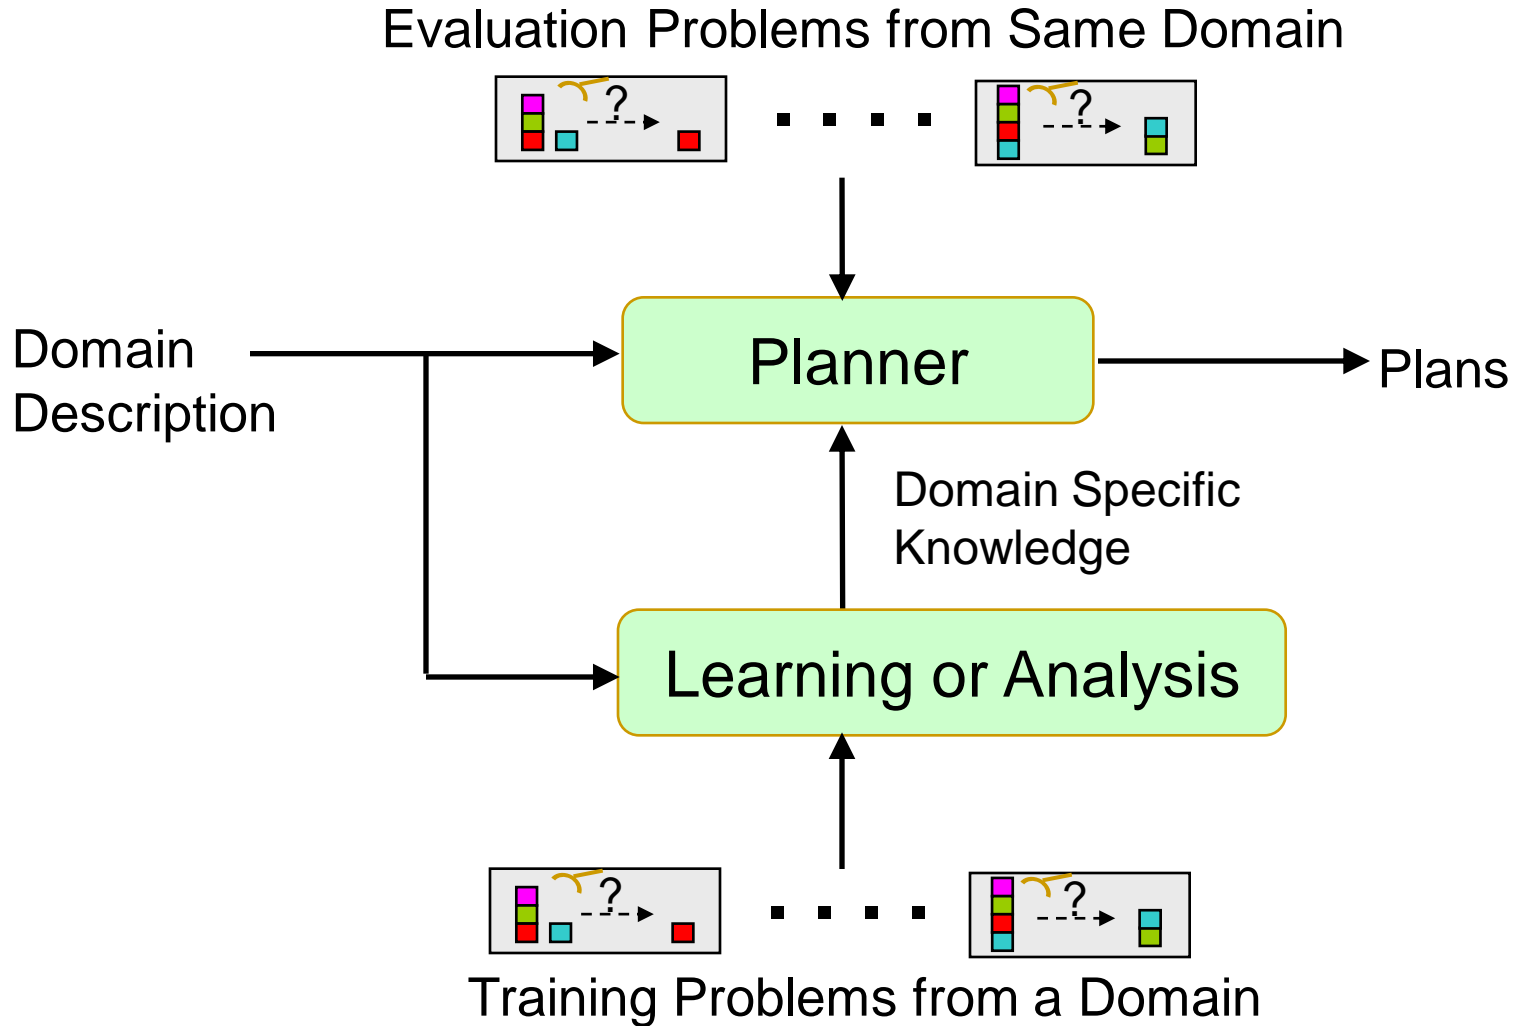 Evaluation Problems from Same Domain
?
?
Domain
Description
Planner
Plans
Domain Specific
Knowledge
Learning or Analysis
?
?
Training Problems from a Domain